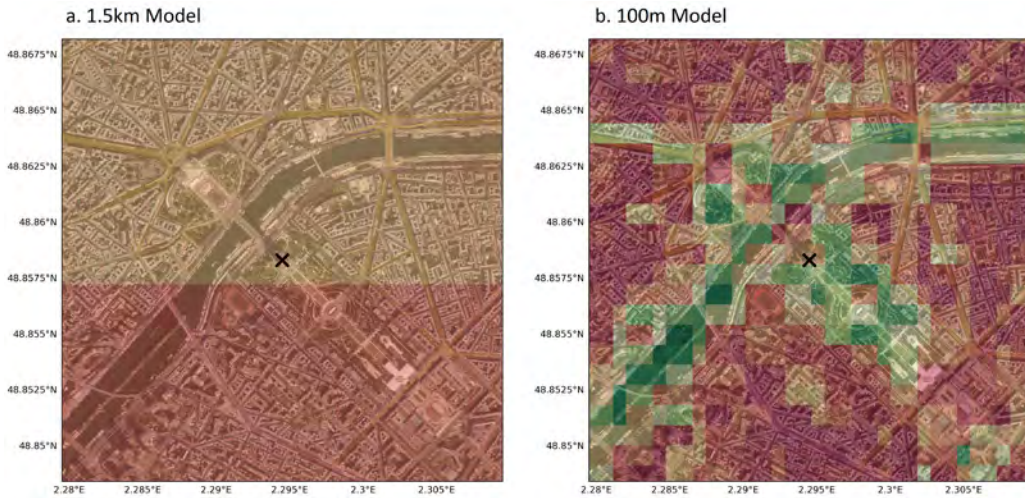 a. 1.5km Model
b. 100m Model
48.8675°N
48.865°N
48.8625°N
48.86°N
48.8575°N
48.855°N
48.8525°N
48.85°N
2.28°E
2.285°E
2.29°E
2.295°E
2.3°E
2.305°E
48.8675°N
48.865°N
48.8625°N
48.86°N
48.8575°N
48.855°N
48.8525°N
48.85°N
2.28°E
2.285°E
2.29°E
2.295°E
2.3°E
2.305°E